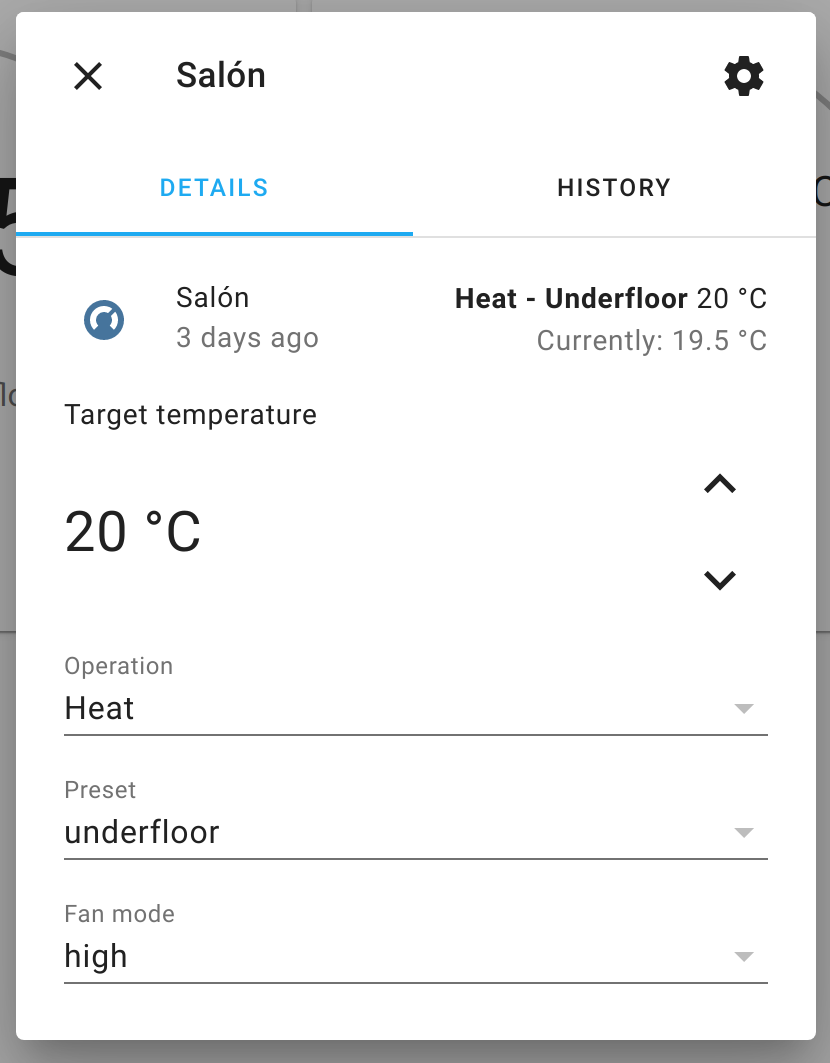 Salón
DETAILS
HISTORY
Salón
Heat - Underfloor 20 °C
3 days ago
Currently: 19.5 °C
Target temperature
20 °C
Operation
Heat
Preset
underfloor
Fan mode
high